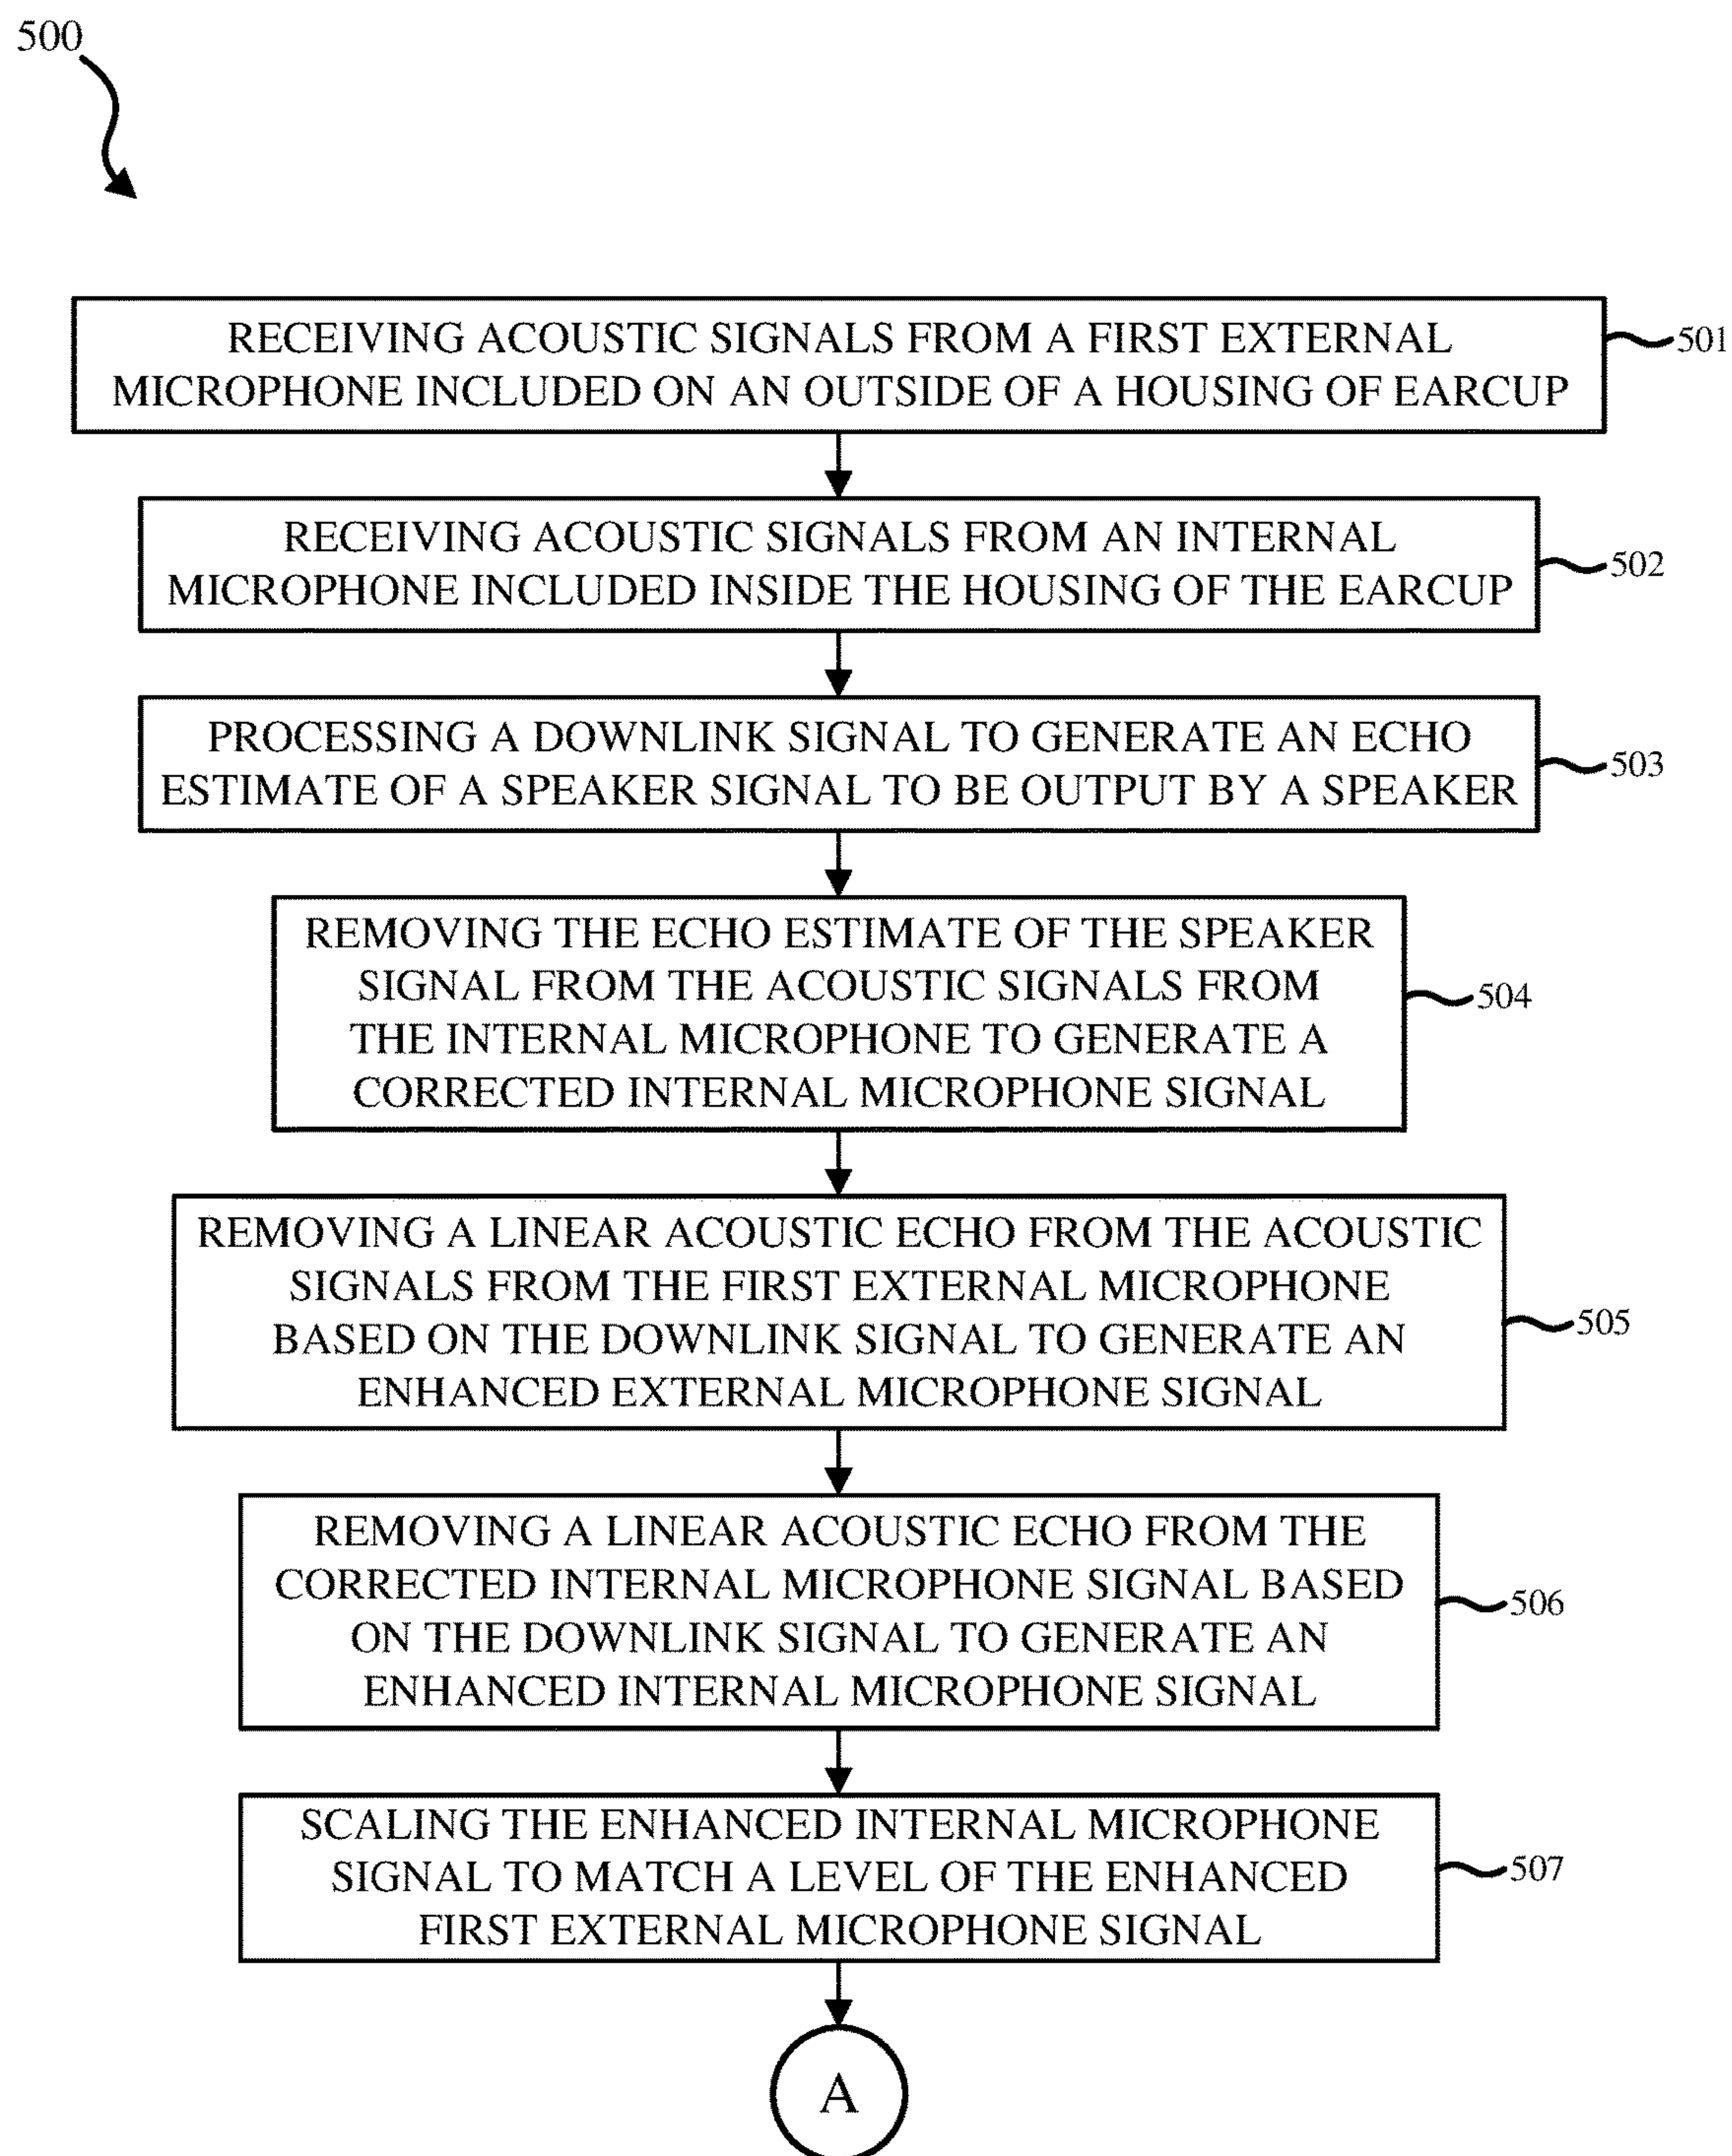 500
RECEIVING ACOUSTIC SIGNALS FROM A FIRST EXTERNAL
MICROPHONE INCLUDED ON AN OUTSIDE OF A HOUSING OF EARCUP
501
RECEIVING ACOUSTIC SIGNALS FROM AN INTERNAL
MICROPHONE INCLUDED INSIDE THE HOUSING OF THE EARCUP
502
PROCESSING A DOWNLINK SIGNAL TO GENERATE AN ECHO
ESTIMATE OF A SPEAKER SIGNAL TO BE OUTPUT BY A SPEAKER
503
REMOVING THE ECHO ESTIMATE OF THE SPEAKER
SIGNAL FROM THE ACOUSTIC SIGNALS FROM
THE INTERNAL MICROPHONE TO GENERATE A
CORRECTED INTERNAL MICROPHONE SIGNAL
504
REMOVING A LINEAR ACOUSTIC ECHO FROM THE ACOUSTIC
SIGNALS FROM THE FIRST EXTERNAL MICROPHONE
BASED ON THE DOWNLINK SIGNAL TO GENERATE AN
ENHANCED EXTERNAL MICROPHONE SIGNAL
505
REMOVING A LINEAR ACOUSTIC ECHO FROM THE
CORRECTED INTERNAL MICROPHONE SIGNAL BASED
ON THE DOWNLINK SIGNAL TO GENERATE AN
ENHANCED INTERNAL MICROPHONE SIGNAL
506
SCALING THE ENHANCED INTERNAL MICROPHONE
SIGNAL TO MATCH A LEVEL OF THE ENHANCED
FIRST EXTERNAL MICROPHONE SIGNAL
507
A